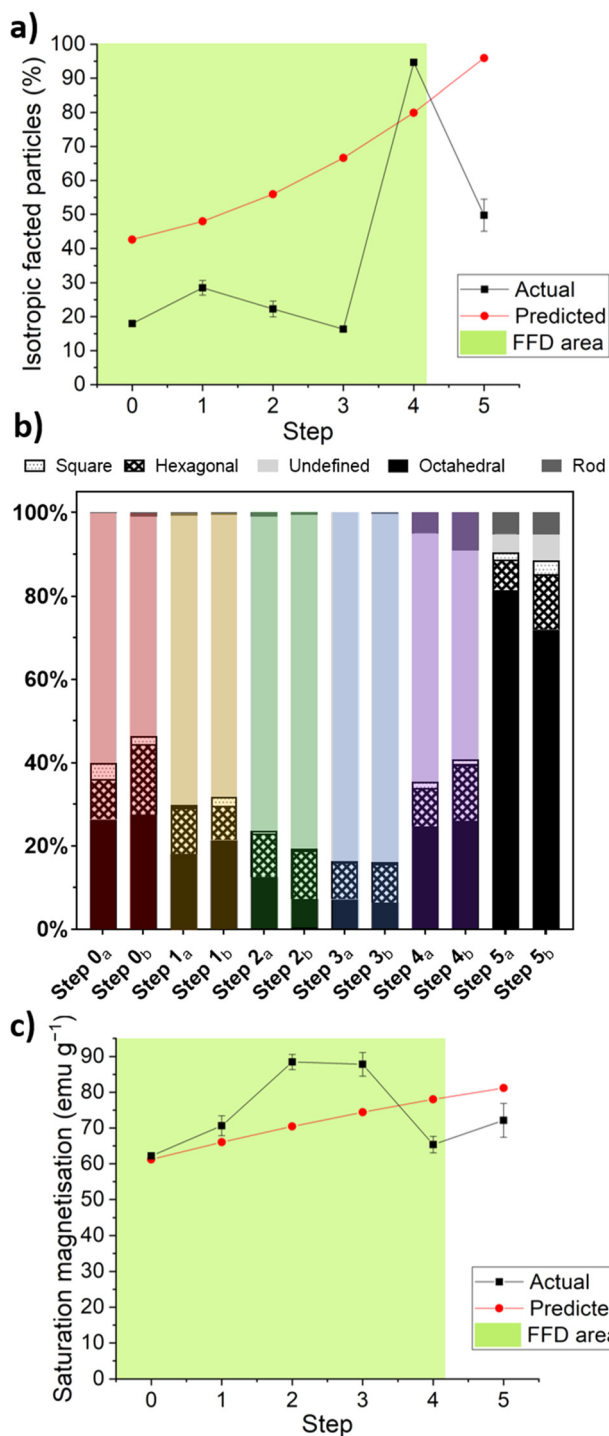 a)
Isotropic facted particles (%)
100
90
80
70
60
50
40
30
20
10
0
0 1 2 3 4 5
Step
Actual
Predicted
FFD area
b)
Square Hexagonal Undefined Octahedral Rod
100%
80%
60%
40%
20%
0%
Step 0a Step 0b Step 1a Step 1b Step 2a Step 2b Step 3a Step 3b Step 4a Step 4b Step 5a Step 5b
c)
Saturation magnetisation (emu g⁻¹)
90
80
70
60
50
40
30
20
10
0
0 1 2 3 4 5
Step
Actual
Predicte
FFD area